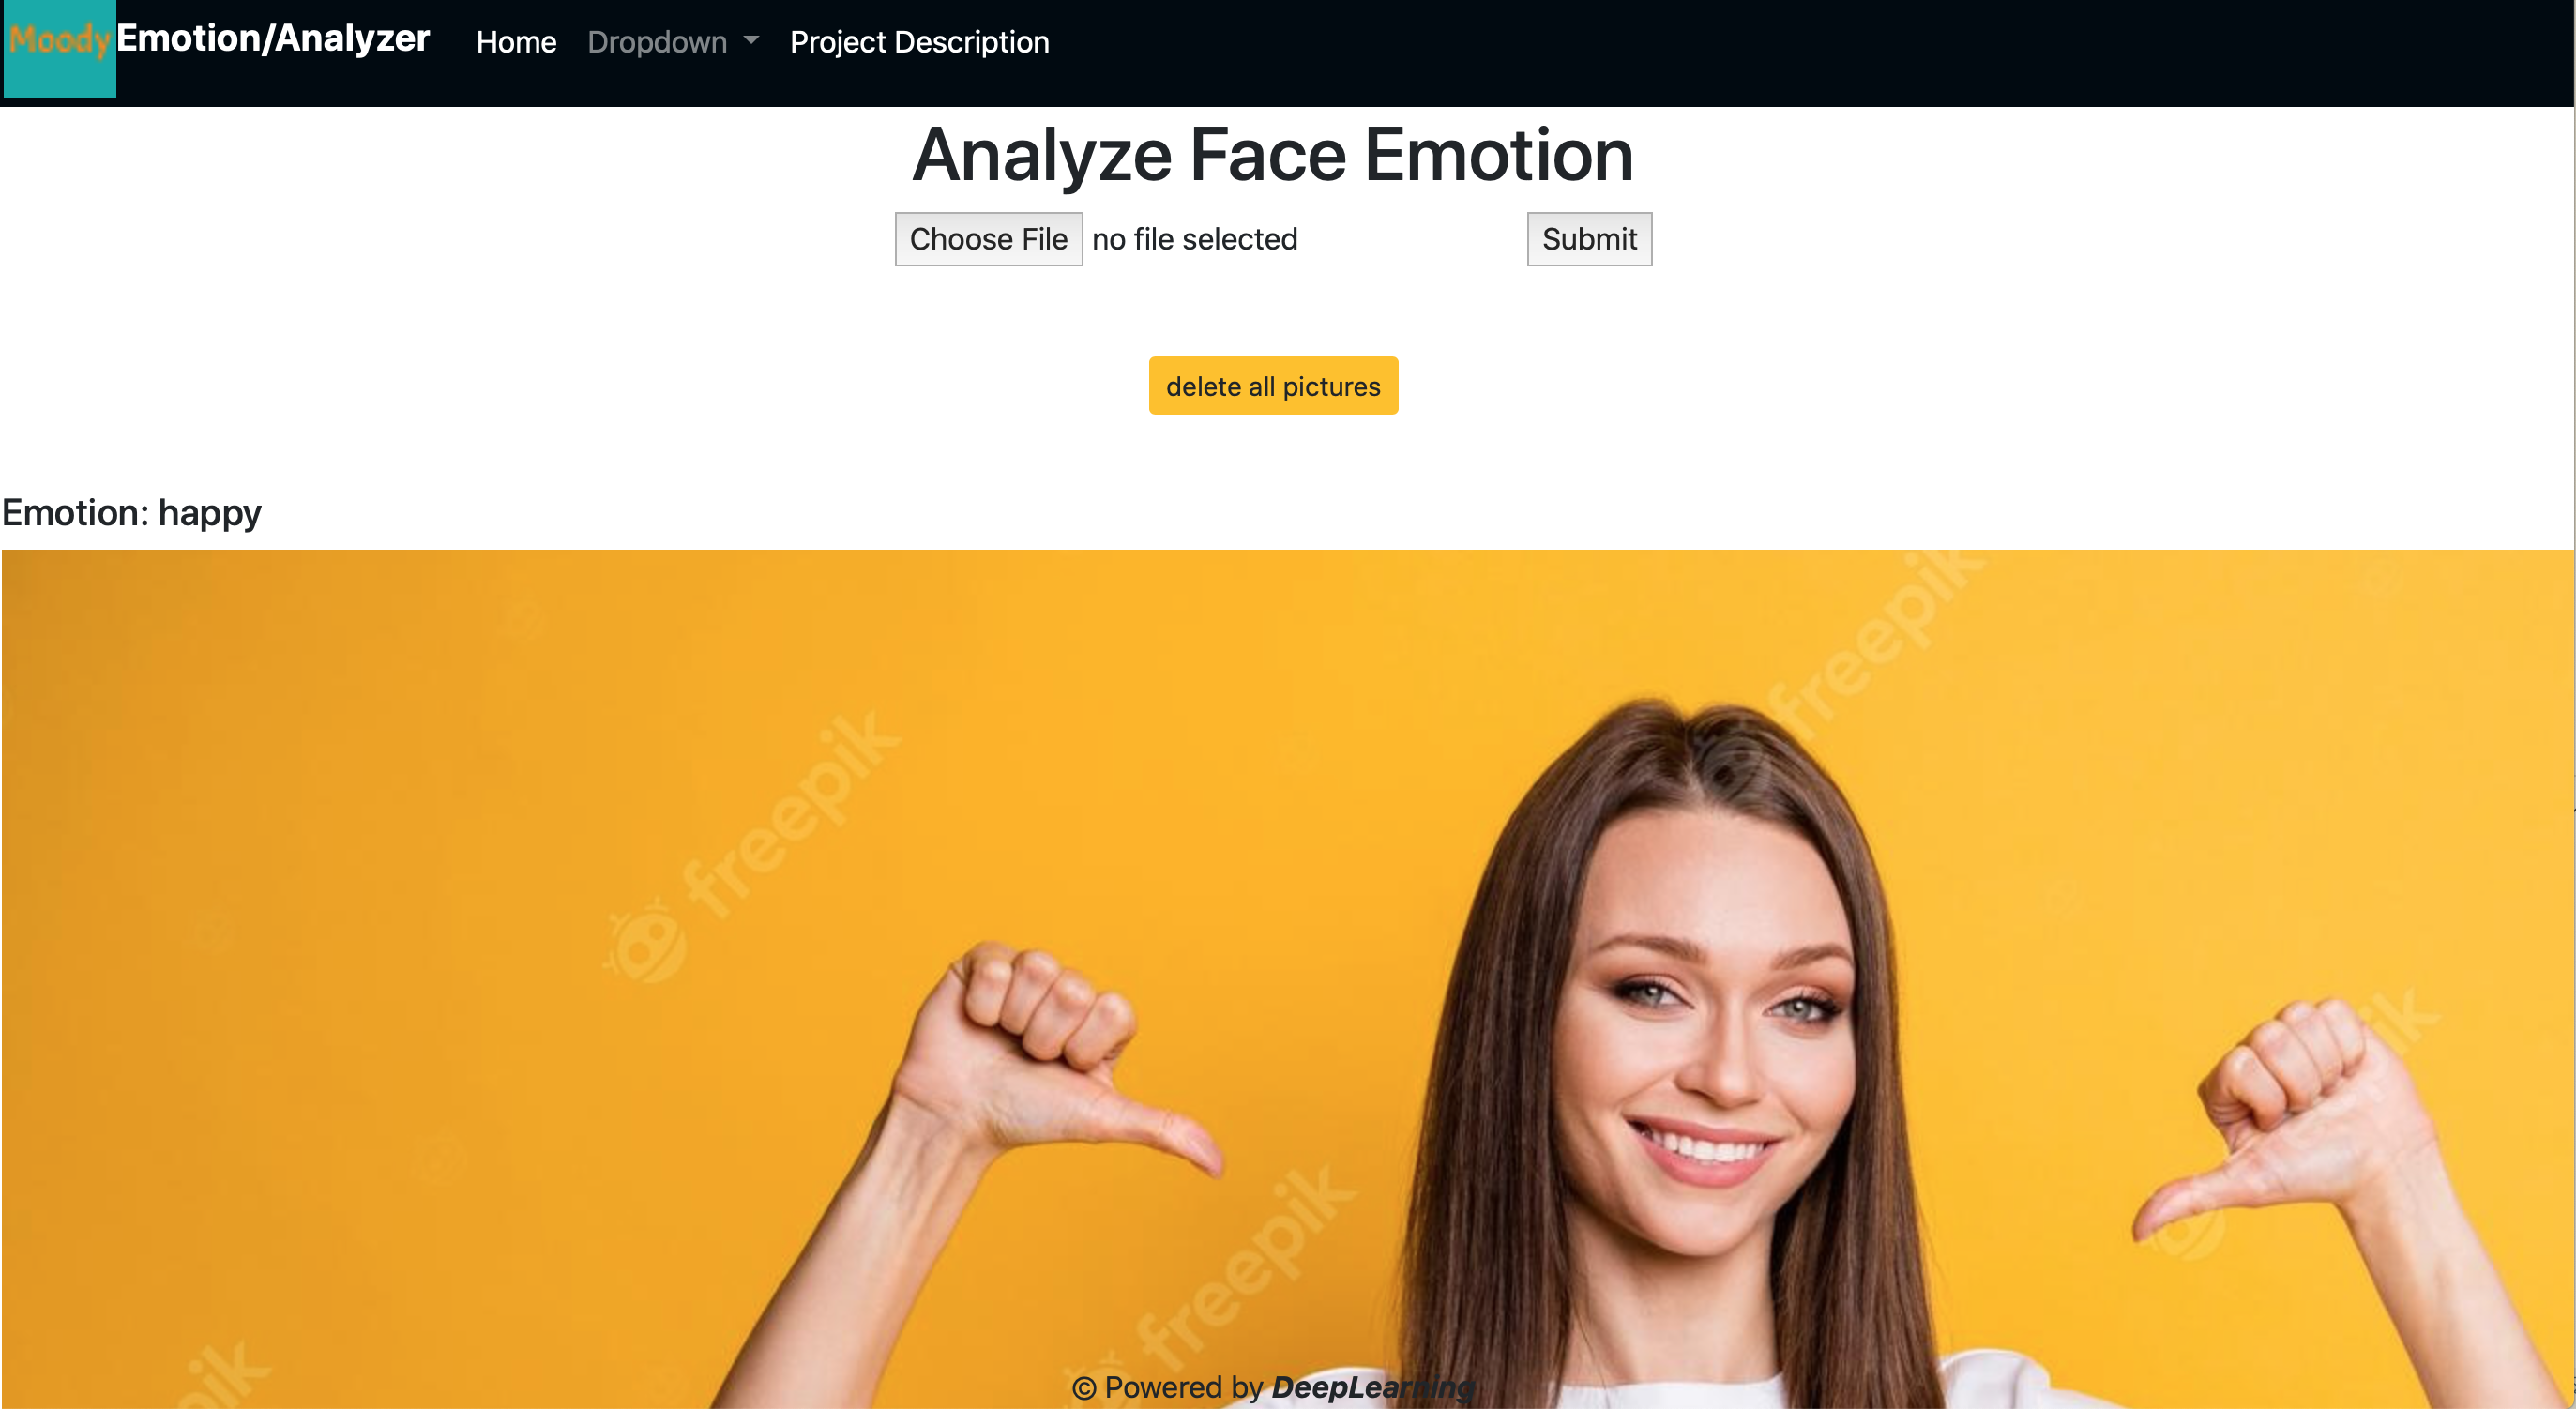 Moody Emotion/Analyzer Home Dropdown Project Description
Analyze Face Emotion
Choose File no file selected Submit
delete all pictures
Emotion: happy
freepik
freepik
freepik
ik
pik
© Powered by DeepLearning